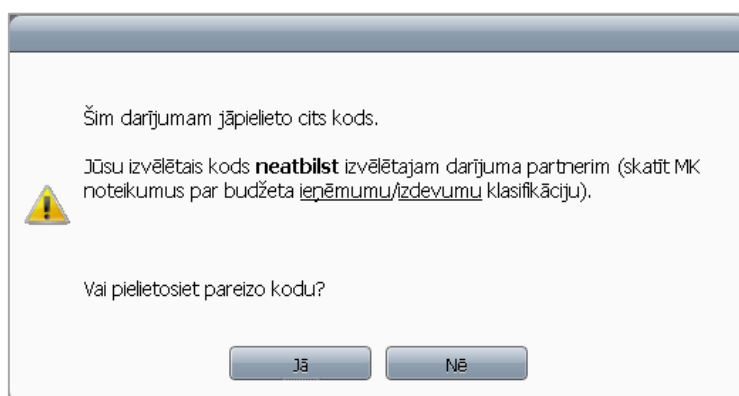 Šim darījumam jāpielieto cits kods.
Jūsu izvēlētais kods neatbilst izvēlētajam darījuma partnerim (skatīt MK
noteikumus par budžeta ieņēmumu/izdevumu klasifikāciju).
Vai pielietosiet pareizo kodu?
Jā
Nē